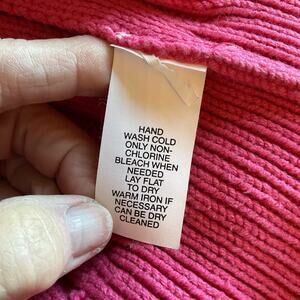 HAND
WASH COLD
ONLY NON-
CHLORINE
BLEACH WHEN
NEEDED
LAY FLAT
TO DRY
WARM IRON IF
NECESSARY
CAN BE DRY
CLEANED